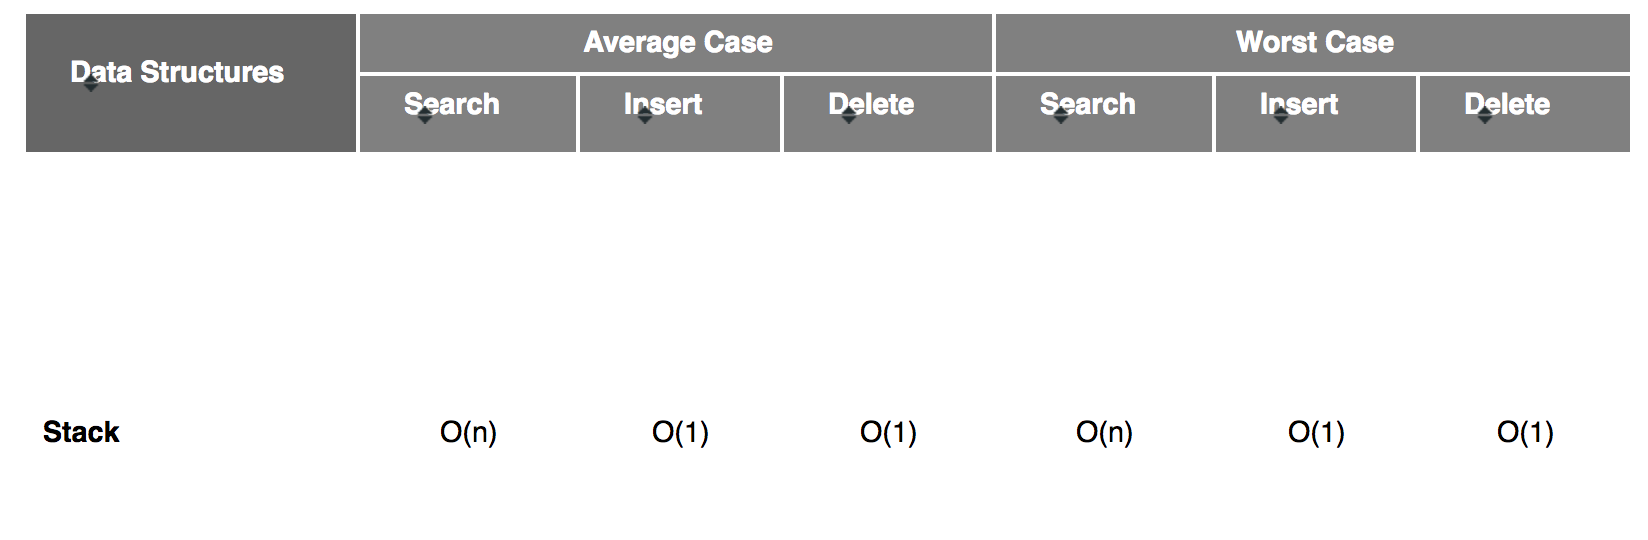 Data Structures
Average Case
Worst Case
Search Insert Delete Search Insert Delete
Stack O(n) O(1) O(1) O(n) O(1) O(1)